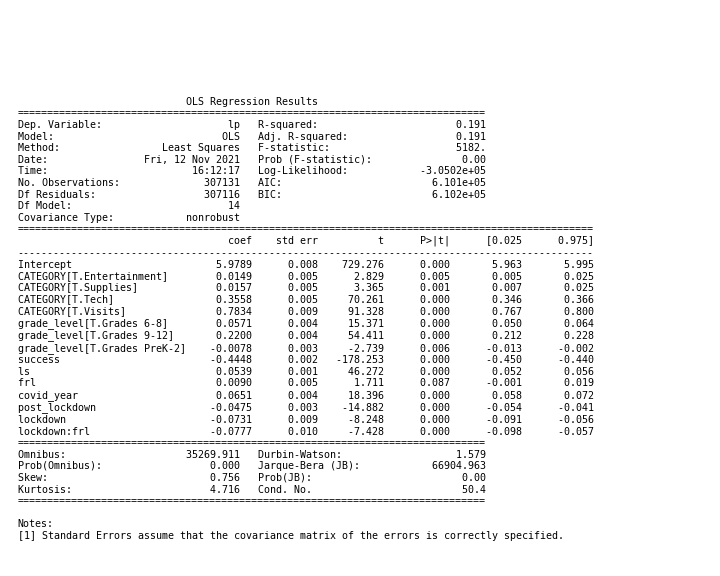 OLS Regression Results
==============================================================================
Dep. Variable:                     lp   R-squared:                       0.191
Model:                            OLS   Adj. R-squared:                  0.191
Method:                 Least Squares   F-statistic:                     5182.
Date:                Fri, 12 Nov 2021   Prob (F-statistic):               0.00
Time:                        16:12:17   Log-Likelihood:            -3.0502e+05
No. Observations:              307131   AIC:                         6.101e+05
Df Residuals:                  307116   BIC:                         6.102e+05
Df Model:                          14
Covariance Type:            nonrobust
================================================================================================
                                   coef    std err          t      P>|t|      [0.025      0.975]
------------------------------------------------------------------------------------------------
Intercept                        5.9789      0.008    729.276      0.000       5.963       5.995
CATEGORY[T.Entertainment]        0.0149      0.005      2.829      0.005       0.005       0.025
CATEGORY[T.Supplies]             0.0157      0.005      3.365      0.001       0.007       0.025
CATEGORY[T.Tech]                 0.3558      0.005     70.261      0.000       0.346       0.366
CATEGORY[T.Visits]               0.7834      0.009     91.328      0.000       0.767       0.800
grade_level[T.Grades 6-8]        0.0571      0.004     15.371      0.000       0.050       0.064
grade_level[T.Grades 9-12]       0.2200      0.004     54.411      0.000       0.212       0.228
grade_level[T.Grades PreK-2]    -0.0078      0.003     -2.739      0.006      -0.013      -0.002
success                         -0.4448      0.002   -178.253      0.000      -0.450      -0.440
ls                               0.0539      0.001     46.272      0.000       0.052       0.056
frl                              0.0090      0.005      1.711      0.087      -0.001       0.019
covid_year                       0.0651      0.004     18.396      0.000       0.058       0.072
post_lockdown                   -0.0475      0.003    -14.882      0.000      -0.054      -0.041
lockdown                        -0.0731      0.009     -8.248      0.000      -0.091      -0.056
lockdown:frl                    -0.0777      0.010     -7.428      0.000      -0.098      -0.057
==============================================================================
Omnibus:                    35269.911   Durbin-Watson:                   1.579
Prob(Omnibus):                  0.000   Jarque-Bera (JB):            66904.963
Skew:                           0.756   Prob(JB):                         0.00
Kurtosis:                       4.716   Cond. No.                         50.4
==============================================================================
Notes:
[1] Standard Errors assume that the covariance matrix of the errors is correctly specified.